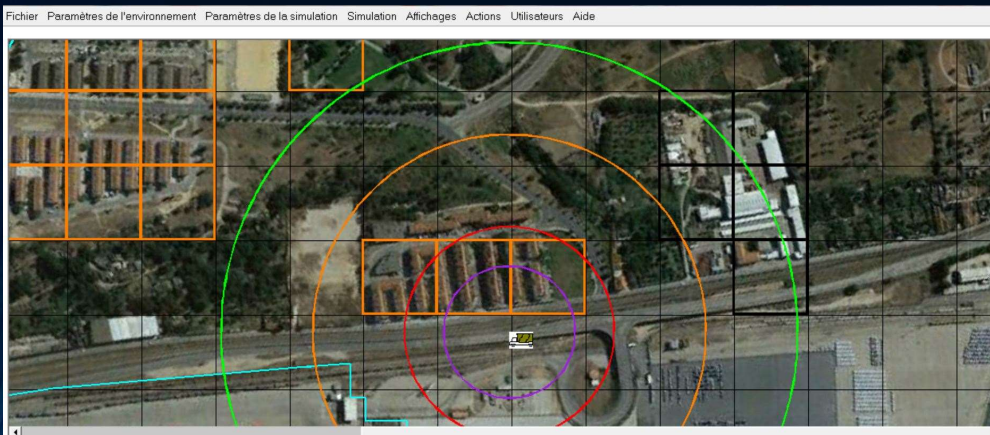 Fichier Paramètres de l'environnement Paramètres de la simulation Simulation Affichages Actions Utilisateurs Aide